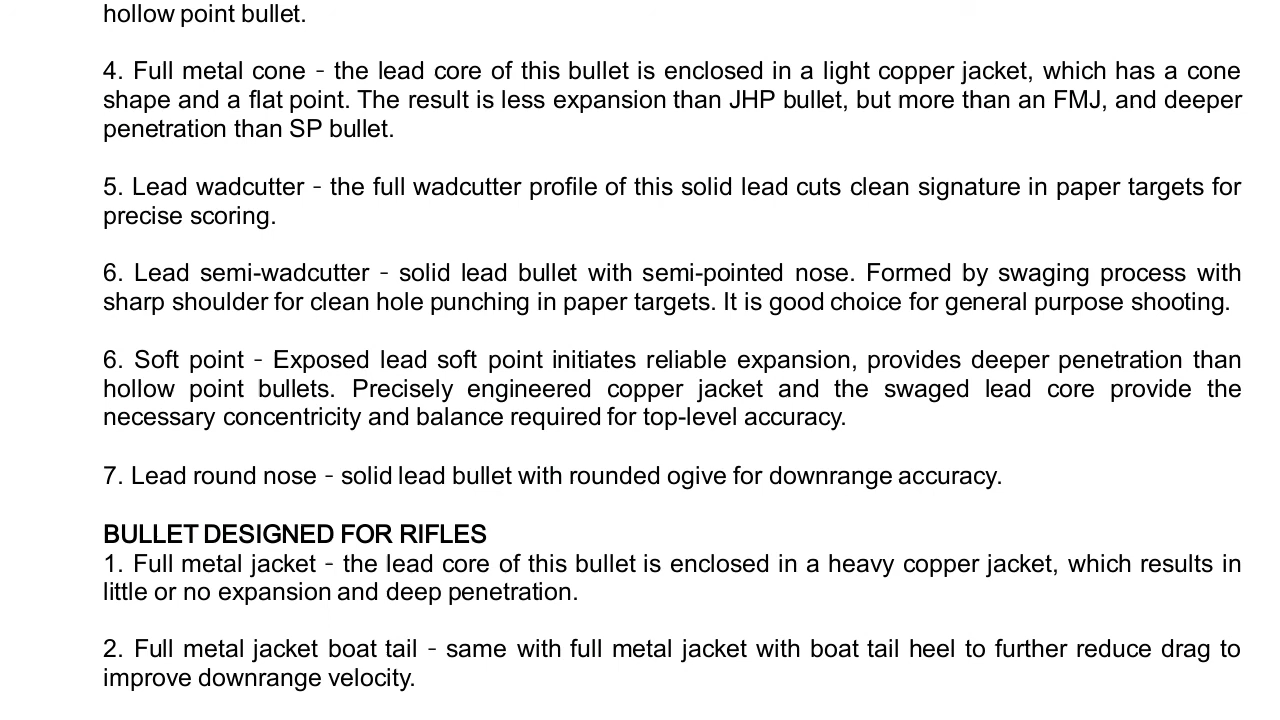 hollow point bullet.
4. Full metal cone - the lead core of this bullet is enclosed in a light copper jacket, which has a cone
shape and a flat point. The result is less expansion than JHP bullet, but more than an FMJ, and deeper
penetration than SP bullet.
5. Lead wadcutter - the full wadcutter profile of this solid lead cuts clean signature in paper targets for
precise scoring.
6. Lead semi-wadcutter - solid lead bullet with semi-pointed nose. Formed by swaging process with
sharp shoulder for clean hole punching in paper targets. It is good choice for general purpose shooting.
6. Soft point - Exposed lead soft point initiates reliable expansion, provides deeper penetration than
hollow point bullets. Precisely engineered copper jacket and the swaged lead core provide the
necessary concentricity and balance required for top-level accuracy.
7. Lead round nose - solid lead bullet with rounded ogive for downrange accuracy.
BULLET DESIGNED FOR RIFLES
1. Full metal jacket - the lead core of this bullet is enclosed in a heavy copper jacket, which results in
little or no expansion and deep penetration.
2. Full metal jacket boat tail - same with full metal jacket with boat tail heel to further reduce drag to
improve downrange velocity.